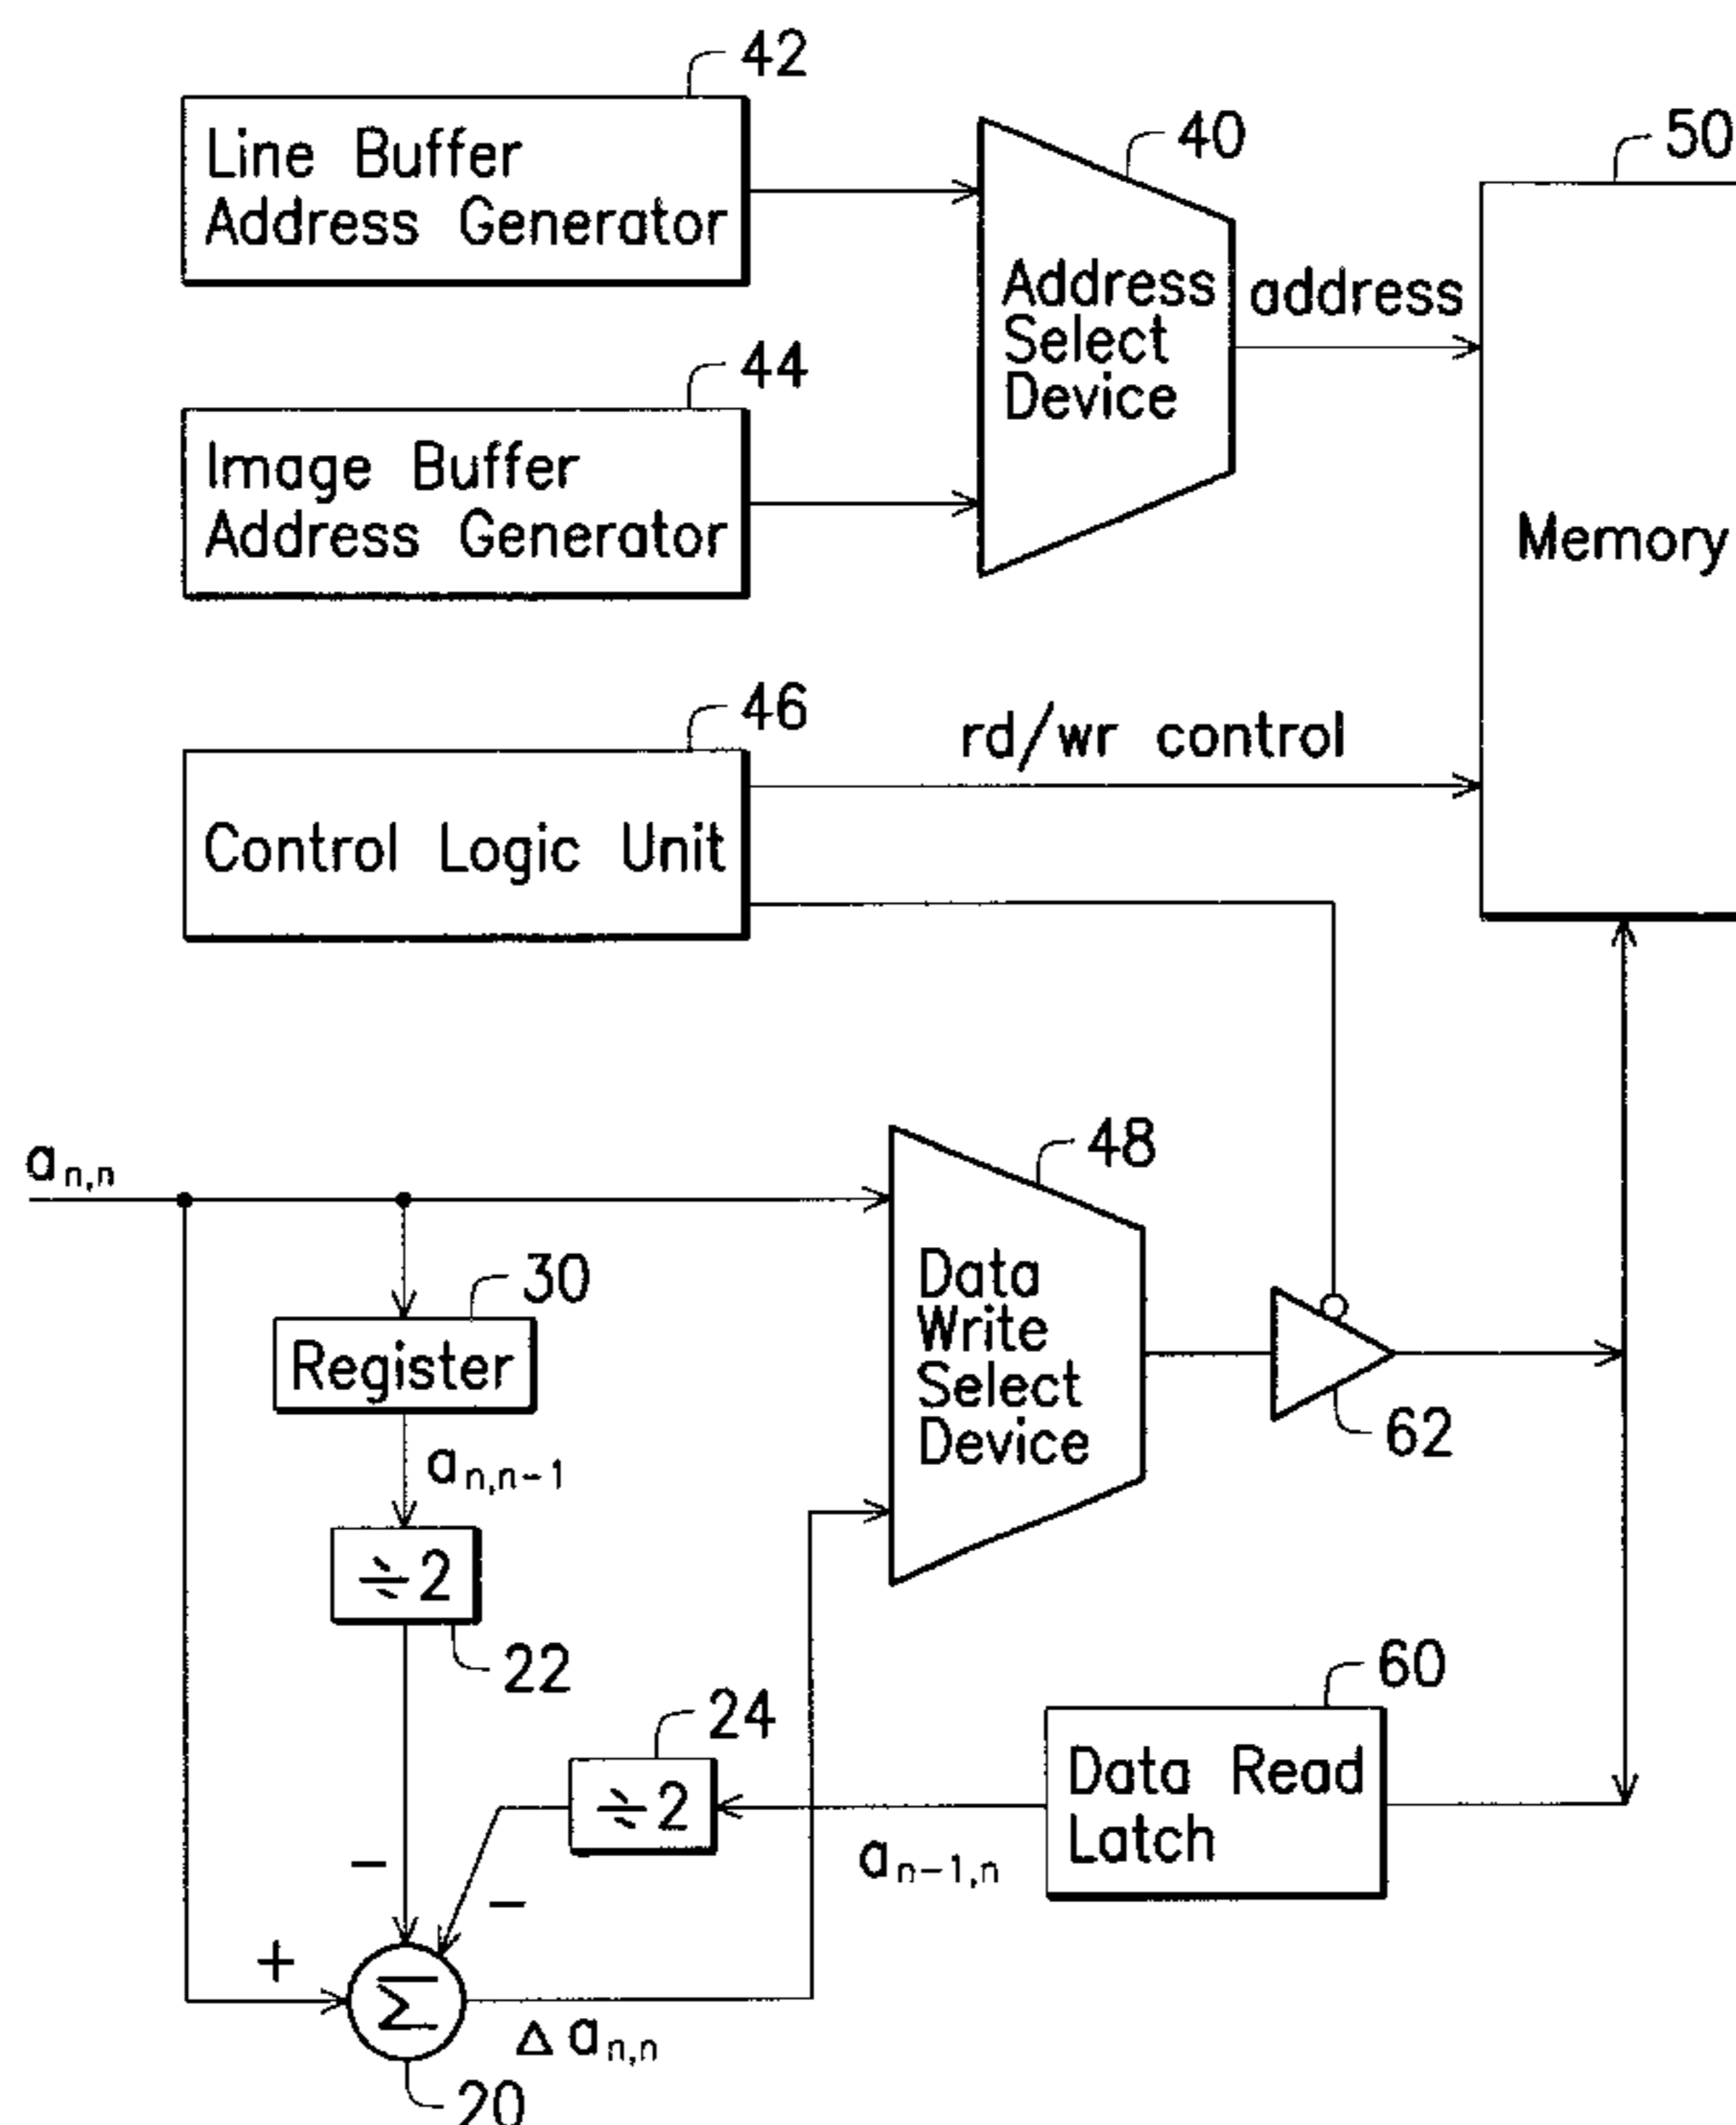 42
Line Buffer
Address Generator
40
Address
Select
Device
address
50
Memory
44
Image Buffer
Address Generator
46
Control Logic Unit
rd/wr control
a n,n
48
Data
Write
Select
Device
30
Register
a n,n-1
62
÷2
22
24
÷2
60
Data Read
Latch
a n-1,n
-
-
+
Σ
Δ a n,n
20